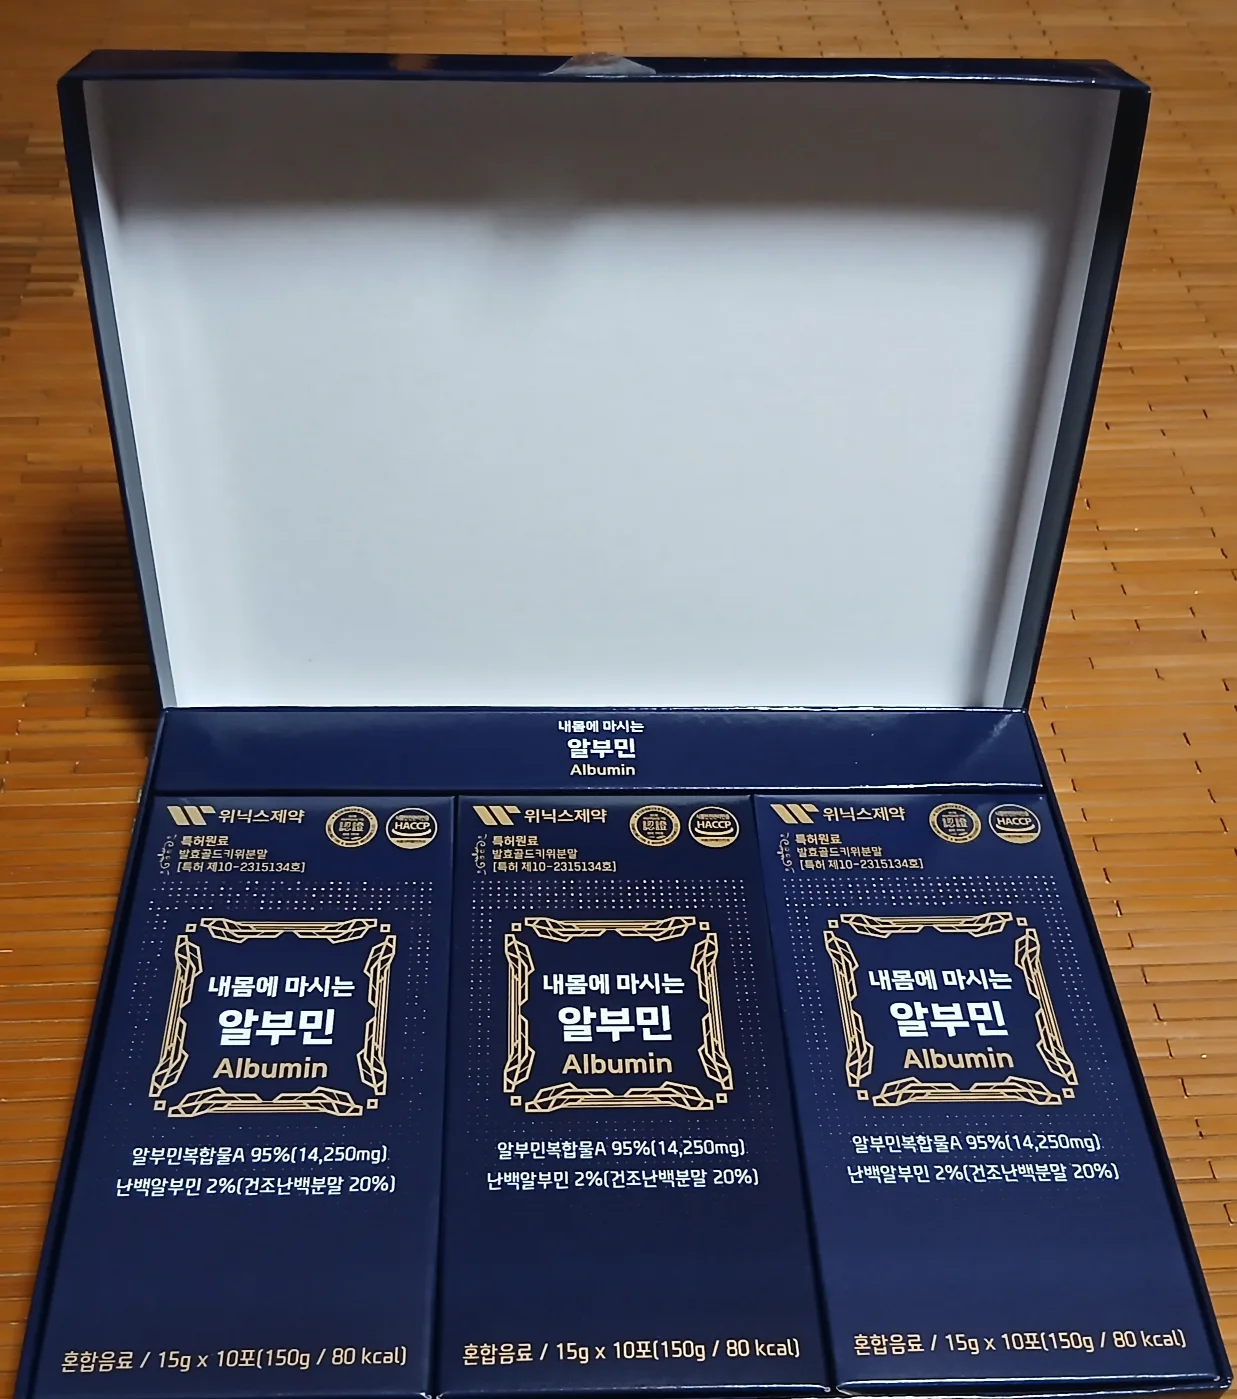 내몸에 마시는
알부민
Albumin
위닉스제약
認證
HACCP
특허원료
발효골드키위분말
[특허 제10-2315134호]
내몸에 마시는
알부민
Albumin
알부민복합물A 95%(14,250mg)
난백알부민 2%(건조난백분말 20%)
혼합음료 / 15g x 10포(150g / 80 kcal)
위닉스제약
認證
HACCP
특허원료
발효골드키위분말
[특허 제10-2315134호]
내몸에 마시는
알부민
Albumin
알부민복합물A 95%(14,250mg)
난백알부민 2%(건조난백분말 20%)
혼합음료 / 15g x 10포(150g / 80 kcal)
위닉스제약
認證
HACCP
특허원료
발효골드키위분말
[특허 제10-2315134호]
내몸에 마시는
알부민
Albumin
알부민복합물A 95%(14,250mg)
난백알부민 2%(건조난백분말 20%)
혼합음료 / 15g x 10포(150g / 80 kcal)